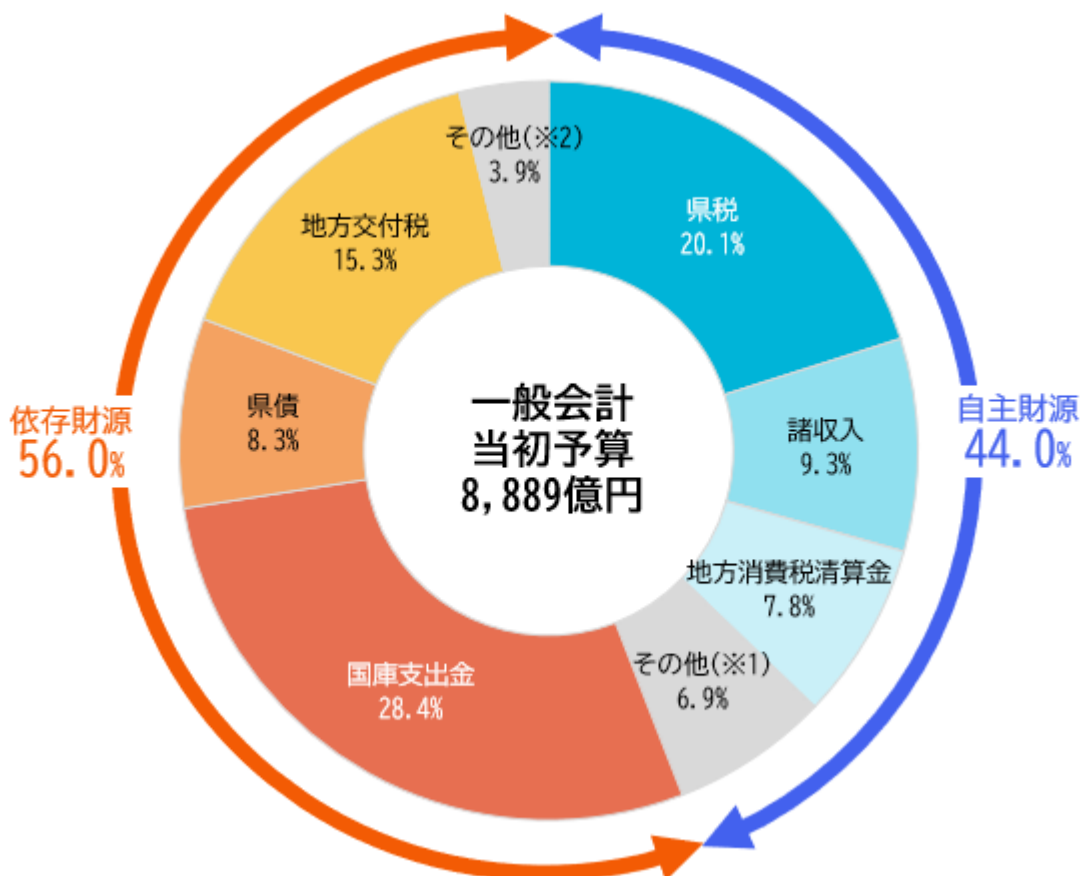 その他(※2)
3.9%
県税
20.1%
地方交付税
15.3%
諸収入
9.3%
県債
8.3%
一般会計
当初予算
8,889億円
依存財源
56.0%
自主財源
44.0%
地方消費税清算金
7.8%
その他(※1)
6.9%
国庫支出金
28.4%